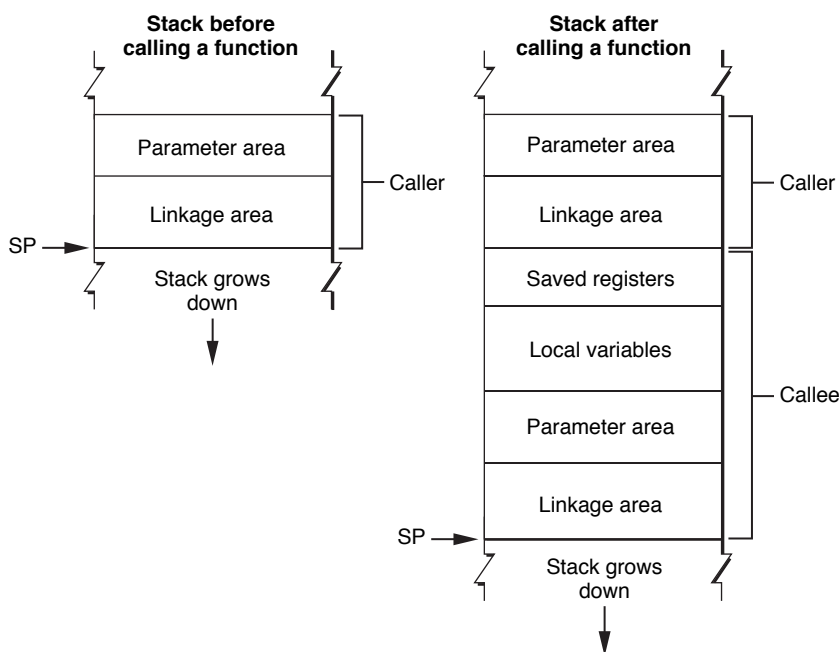 Stack before
calling a function
Parameter area
Linkage area
Caller
SP
Stack grows
down
Stack after
calling a function
Parameter area
Linkage area
Caller
Saved registers
Local variables
Parameter area
Linkage area
Callee
SP
Stack grows
down